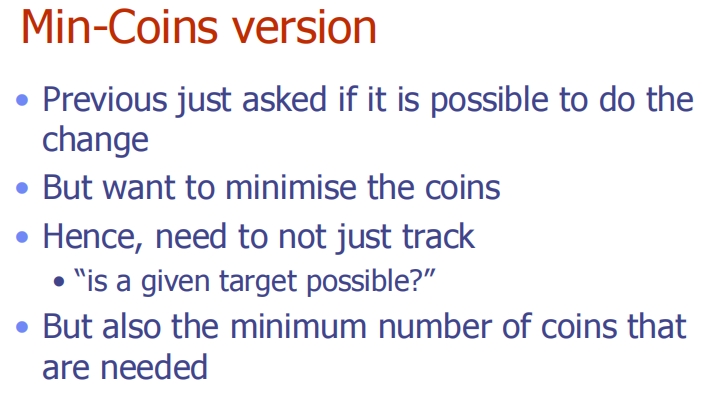 Min-Coins version
• Previous just asked if it is possible to do the
change
• But want to minimise the coins
• Hence, need to not just track
• “is a given target possible?”
• But also the minimum number of coins that
are needed